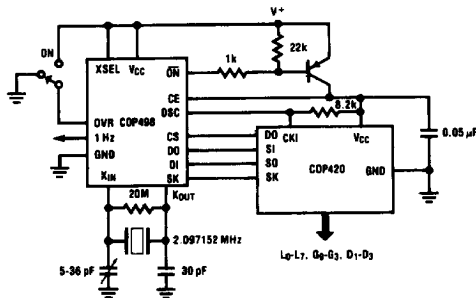 V+
ON
XSEL VCC
ON
1k
22k
CE
OSC
8.2k
OVR
COP498
1 Hz
GND
CS
DO
DI
SK
DO
SI
SO
SK
CKI
VCC
COP420
GND
0.05 µF
XIN
KOUT
20M
2.097152 MHz
5-36 pF
30 pF
L0-L7, G0-G3, D1-D3